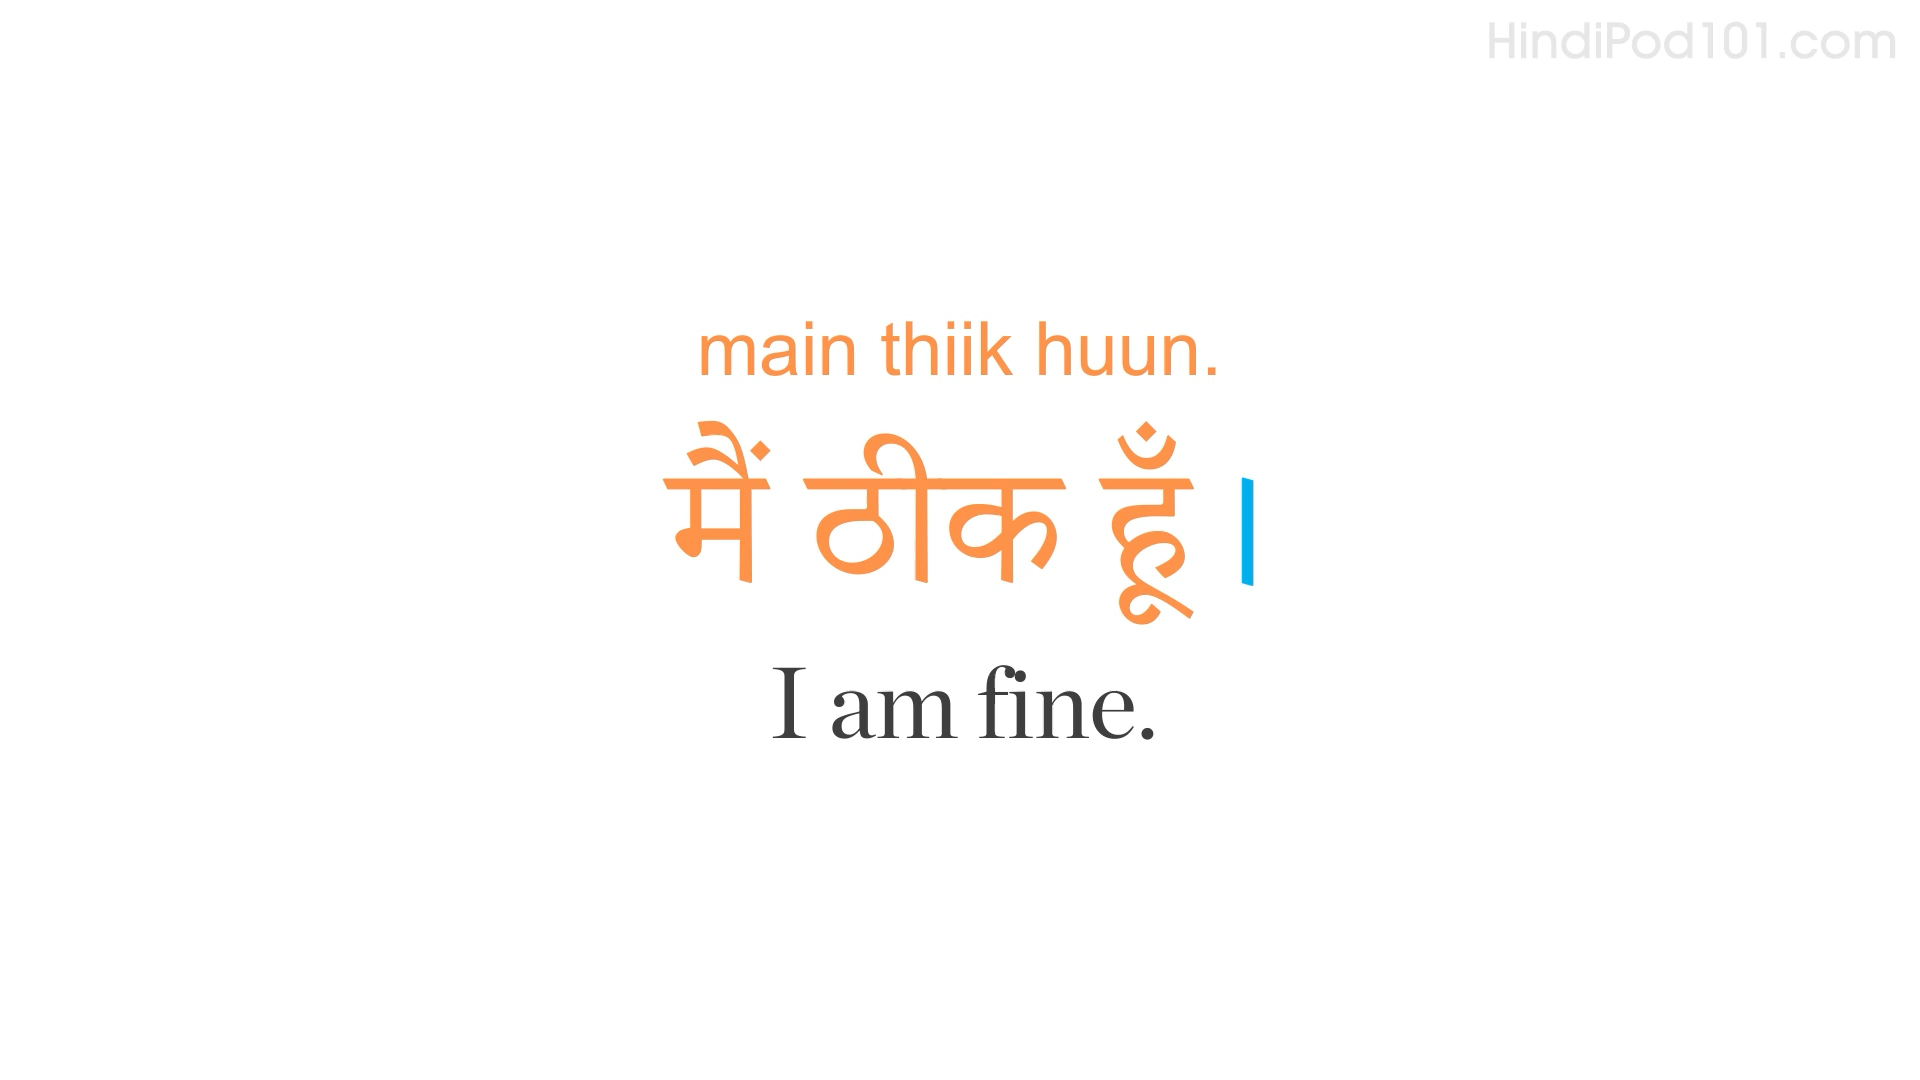 HindiPod101.com
main thiik huun.
मैं ठीक हूँ ।
I am fine.